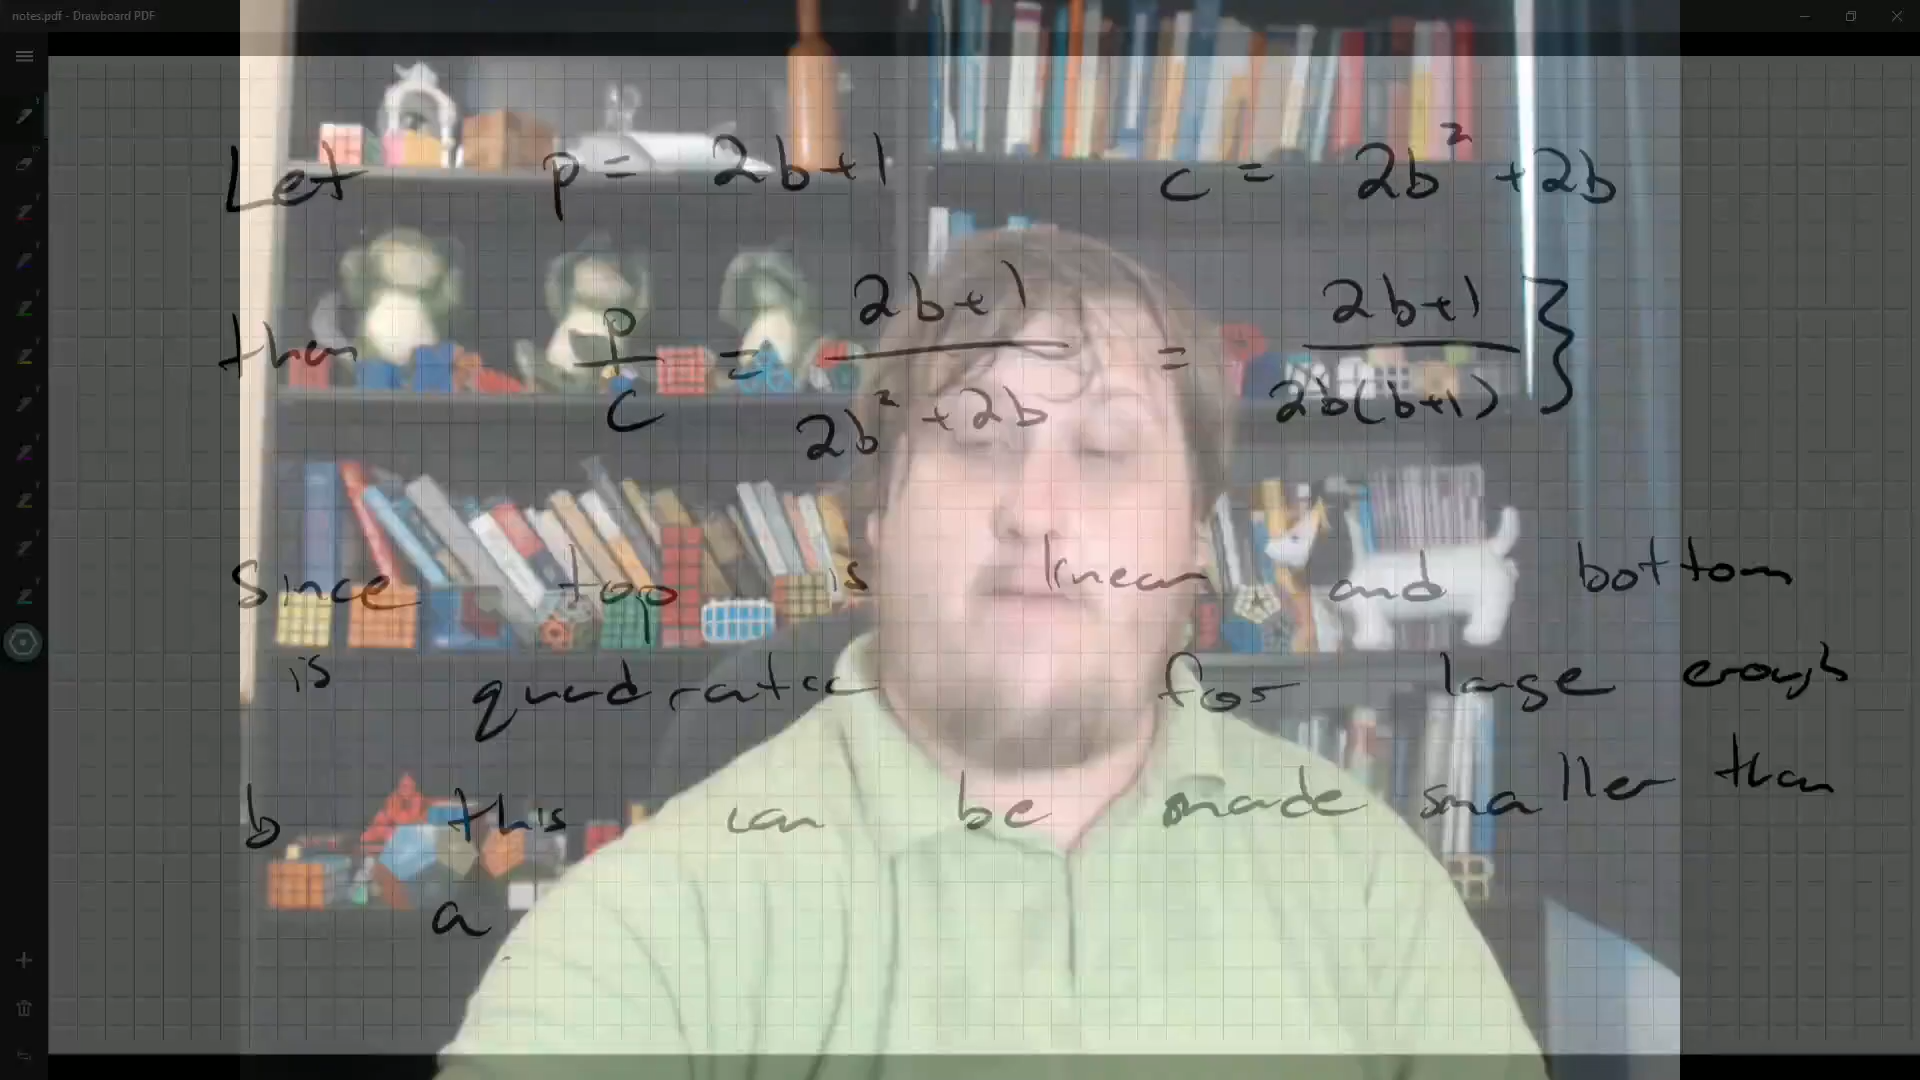 notes.pdf - Drawboard PDF
Let p = 2b+1 c = 2b² +2b
then p/c = (2b+1)/(2b² +2b) = (2b+1)/(2b(b+1)) }
Since top is linear and bottom
is quadratic for large enough
b this can be made smaller than
a